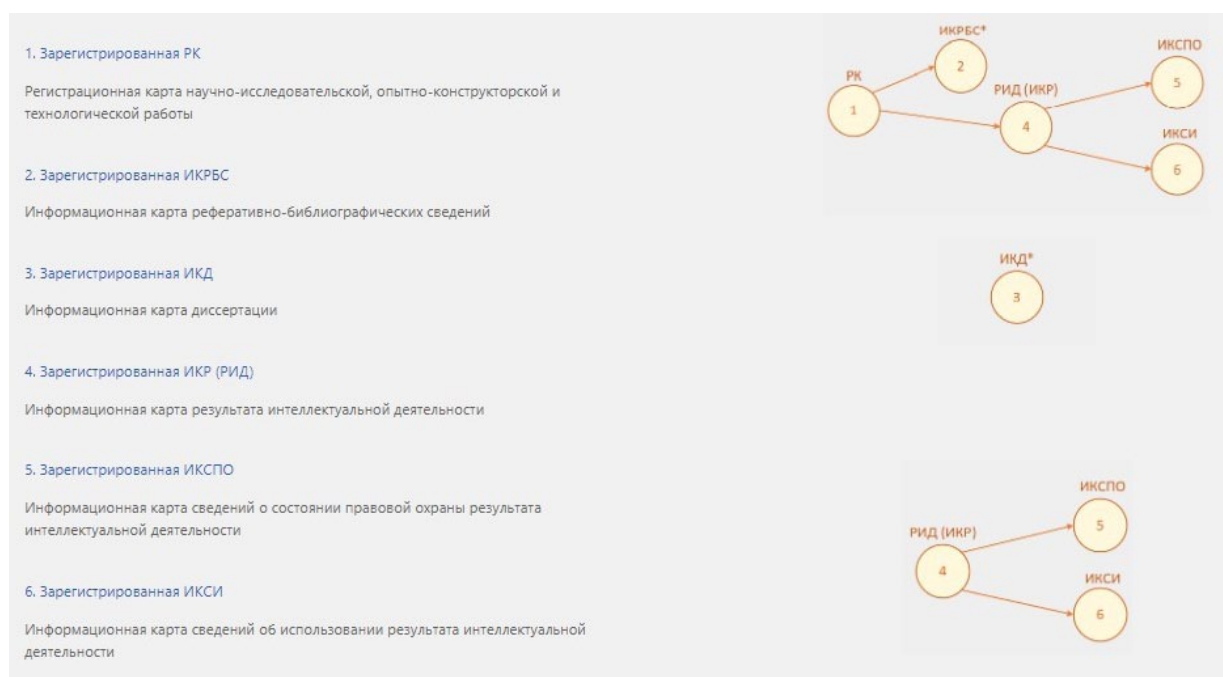 1. Зарегистрированная РК
Регистрационная карта научно-исследовательской, опытно-конструкторской и
технологической работы
2. Зарегистрированная ИКРБС
Информационная карта реферативно-библиографических сведений
3. Зарегистрированная ИКД
Информационная карта диссертации
4. Зарегистрированная ИКР (РИД)
Информационная карта результата интеллектуальной деятельности
5. Зарегистрированная ИКСПО
Информационная карта сведений о состоянии правовой охраны результата
интеллектуальной деятельности
6. Зарегистрированная ИКСИ
Информационная карта сведений об использовании результата интеллектуальной
деятельности
ИКРБС*
2
ИКСПО
5
РК
1
РИД (ИКР)
4
ИКСИ
6
ИКД*
3
ИКСПО
5
РИД (ИКР)
4
ИКСИ
6